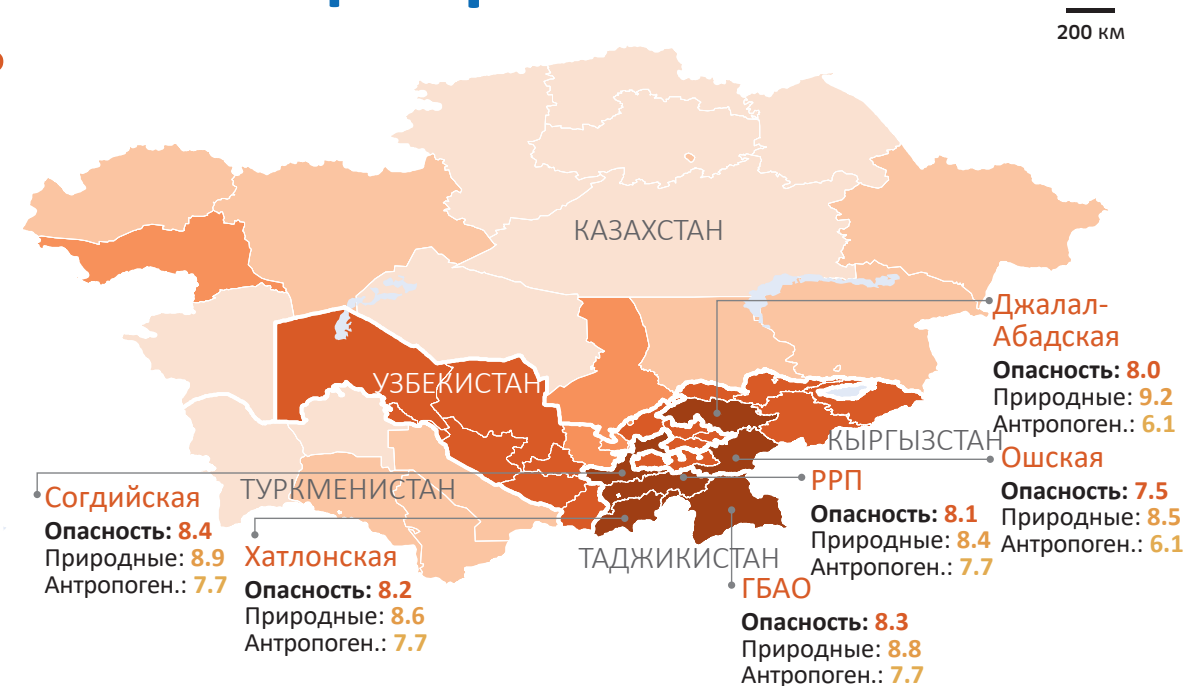 200 км
КАЗАХСТАН
УЗБЕКИСТАН
КЫРГЫЗСТАН
ТУРКМЕНИСТАН
ТАДЖИКИСТАН
Джалал-
Абадская
Опасность: 8.0
Природные: 9.2
Антропоген.: 6.1
Ошская
Опасность: 7.5
Природные: 8.5
Антропоген.: 6.1
РРП
Опасность: 8.1
Природные: 8.4
Антропоген.: 7.7
ГБАО
Опасность: 8.3
Природные: 8.8
Антропоген.: 7.7
Согдийская
Опасность: 8.4
Природные: 8.9
Антропоген.: 7.7
Хатлонская
Опасность: 8.2
Природные: 8.6
Антропоген.: 7.7